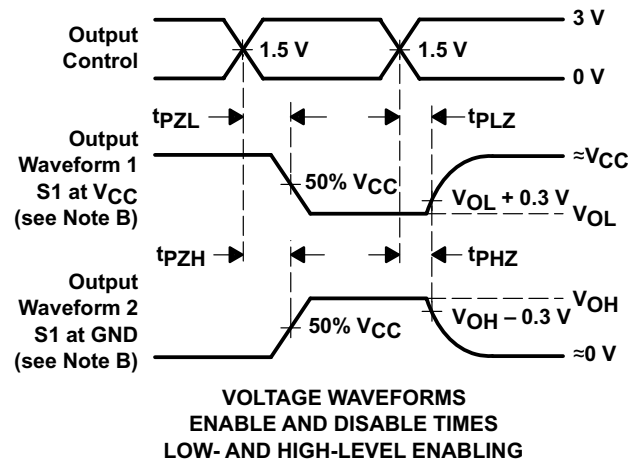 Output
Control
1.5 V
1.5 V
3 V
0 V
tPZL
tPLZ
Output
Waveform 1
S1 at VCC
(see Note B)
50% VCC
≈VCC
VOL + 0.3 V
VOL
tPZH
tPHZ
Output
Waveform 2
S1 at GND
(see Note B)
50% VCC
VOH
VOH – 0.3 V
≈0 V
VOLTAGE WAVEFORMS
ENABLE AND DISABLE TIMES
LOW- AND HIGH-LEVEL ENABLING